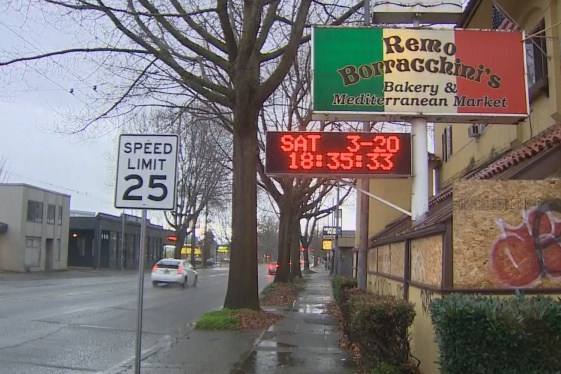 Remo
Borracchini's
Bakery &
Mediterranean Market
SAT 3-20
18:35:33
SPEED
LIMIT
25